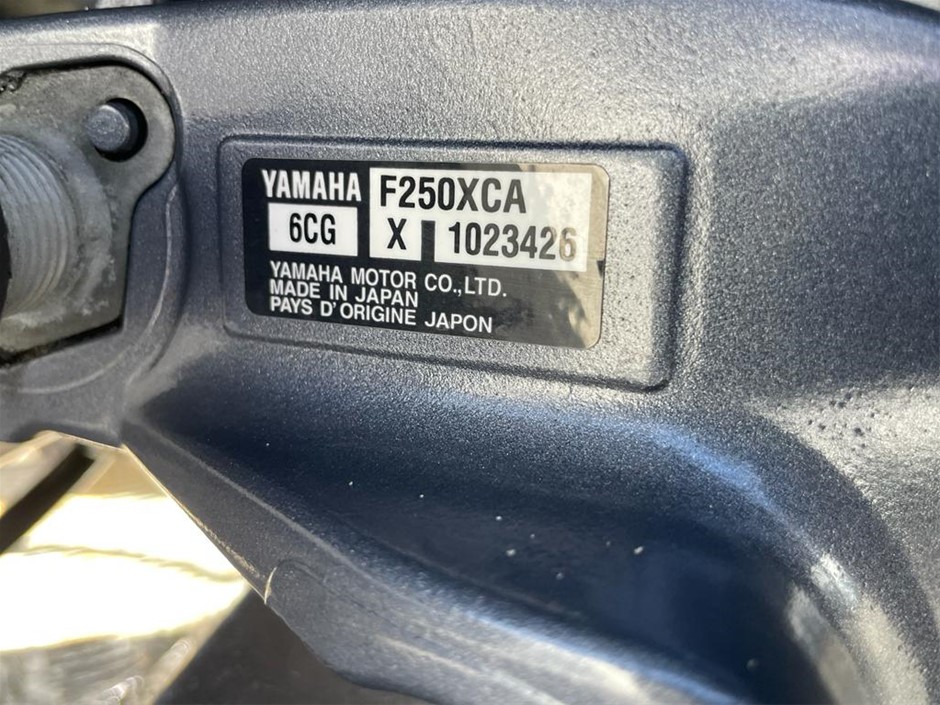 YAMAHA F250XCA
6CG X 1023426
YAMAHA MOTOR CO.,LTD.
MADE IN JAPAN
PAYS D'ORIGINE JAPON